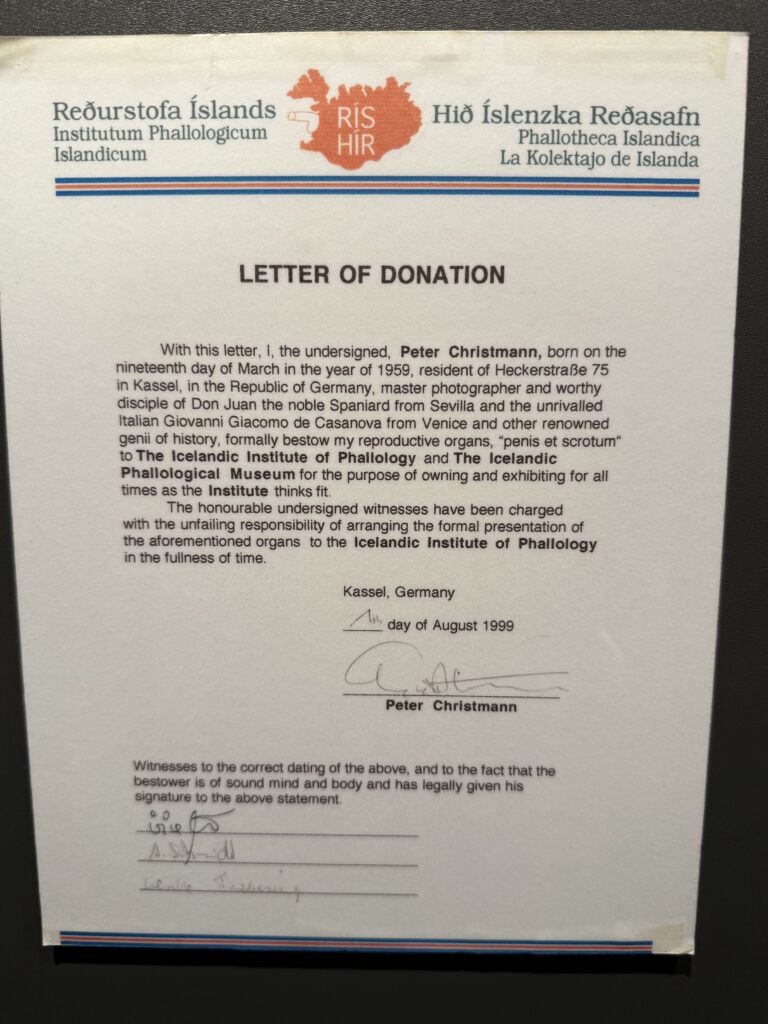 Reðurstofa Íslands
Institutum Phallologicum
Islandicum
RÍS
HÍR
Hið Íslenzka Reðasafn
Phallotheca Islandica
La Kolektajo de Islanda
LETTER OF DONATION
With this letter, I, the undersigned, Peter Christmann, born on the
nineteenth day of March in the year of 1959, resident of Heckerstraße 75
in Kassel, in the Republic of Germany, master photographer and worthy
disciple of Don Juan the noble Spaniard from Sevilla and the unrivalled
Italian Giovanni Giacomo de Casanova from Venice and other renowned
genii of history, formally bestow my reproductive organs, "penis et scrotum"
to The Icelandic Institute of Phallology and The Icelandic
Phallological Museum for the purpose of owning and exhibiting for all
times as the Institute thinks fit.
The honourable undersigned witnesses have been charged
with the unfailing responsibility of arranging the formal presentation of
the aforementioned organs to the Icelandic Institute of Phallology
in the fullness of time.
Kassel, Germany
day of August 1999
Peter Christmann
Witnesses to the correct dating of the above, and to the fact that the
bestower is of sound mind and body and has legally given his
signature to the above statement.
A. Schmidt